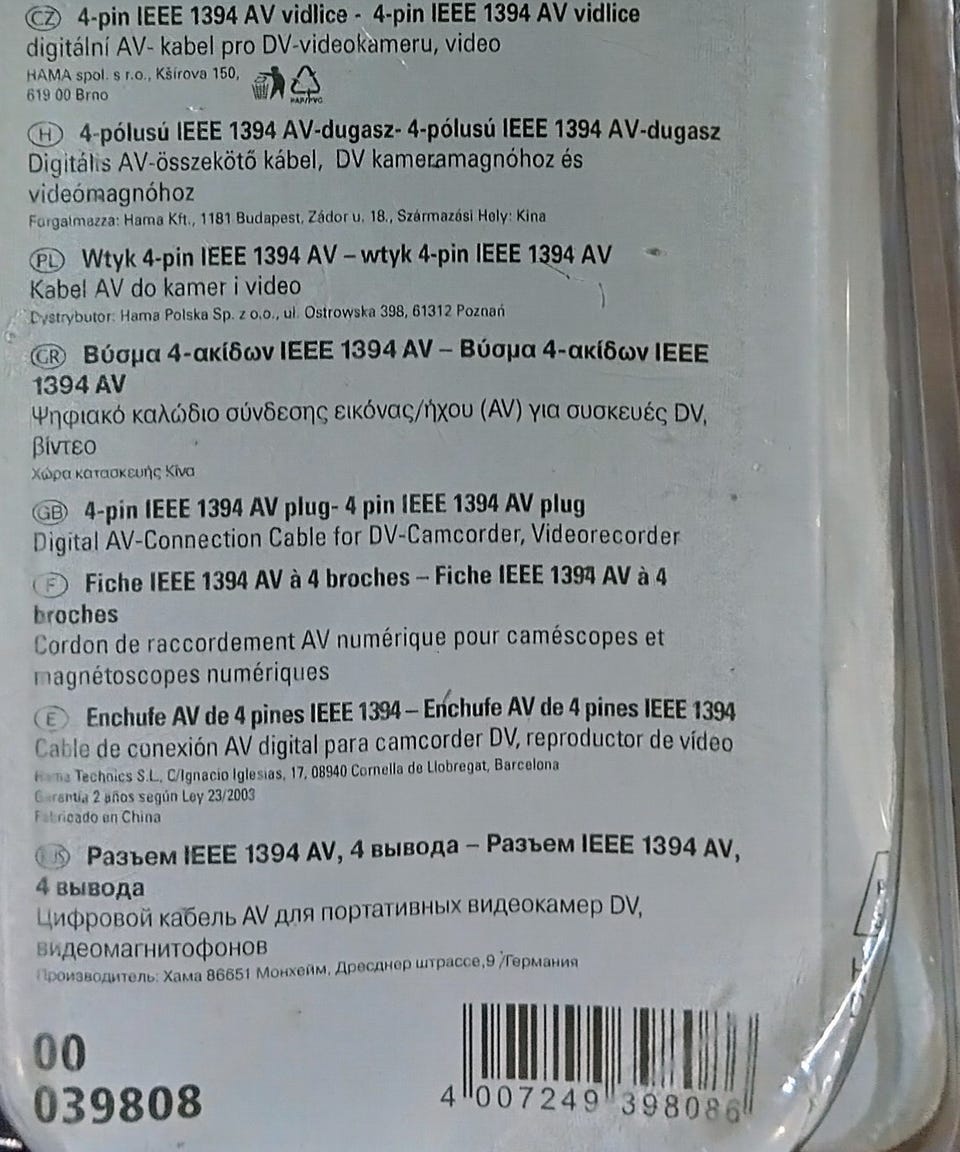 CZ 4-pin IEEE 1394 AV vidlice - 4-pin IEEE 1394 AV vidlice
digitální AV- kabel pro DV-videokameru, video
HAMA spol. s r.o., Kšírova 150,
619 00 Brno
PAP/PVC
H 4-pólusú IEEE 1394 AV-dugasz- 4-pólusú IEEE 1394 AV-dugasz
Digitális AV-összekötő kábel, DV kameramagnóhoz és
videómagnóhoz
Forgalmazza: Hama Kft., 1181 Budapest, Zádor u. 18., Származási Hely: Kina
PL Wtyk 4-pin IEEE 1394 AV – wtyk 4-pin IEEE 1394 AV
Kabel AV do kamer i video
Dystrybutor: Hama Polska Sp. z o.o., ul. Ostrowska 398, 61312 Poznań
GR Βύσμα 4-ακίδων IEEE 1394 AV – Βύσμα 4-ακίδων IEEE
1394 AV
Ψηφιακό καλώδιο σύνδεσης εικόνας/ήχου (AV) για συσκευές DV,
βίντεο
Χώρα κατασκευής Κίνα
GB 4-pin IEEE 1394 AV plug- 4 pin IEEE 1394 AV plug
Digital AV-Connection Cable for DV-Camcorder, Videorecorder
F Fiche IEEE 1394 AV à 4 broches – Fiche IEEE 1394 AV à 4
broches
Cordon de raccordement AV numérique pour caméscopes et
magnétoscopes numériques
E Enchufe AV de 4 pines IEEE 1394 – Enchufe AV de 4 pines IEEE 1394
Cable de conexión AV digital para camcorder DV, reproductor de vídeo
Hama Technics S.L., C/Ignacio Iglesias, 17, 08940 Cornella de Llobregat, Barcelona
Garantia 2 años según Ley 23/2003
Fabricado en China
RUS Разъем IEEE 1394 AV, 4 вывода – Разъем IEEE 1394 AV,
4 вывода
Цифровой кабель AV для портативных видеокамер DV,
видеомагнитофонов
Производитель: Хама 86651 Монхейм, Дреснер штрассе,9 /Германия
00
039808
4 007249 398086